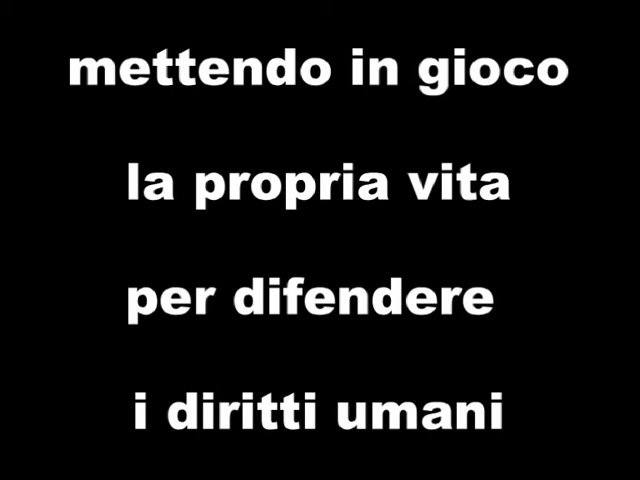 mettendo in gioco
la propria vita
per difendere
i diritti umani